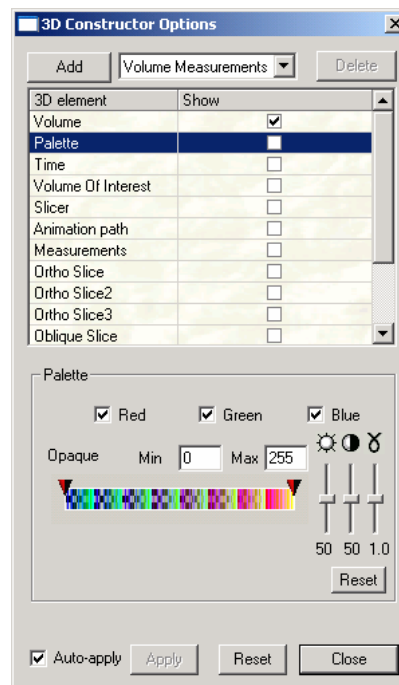 3D Constructor Options
Add Volume Measurements Delete
3D element Show
Volume
Palette
Time
Volume Of Interest
Slicer
Animation path
Measurements
Ortho Slice
Ortho Slice2
Ortho Slice3
Oblique Slice
Palette
Red Green Blue
Opaque Min 0 Max 255
50 50 1.0
Reset
Auto-apply Apply Reset Close